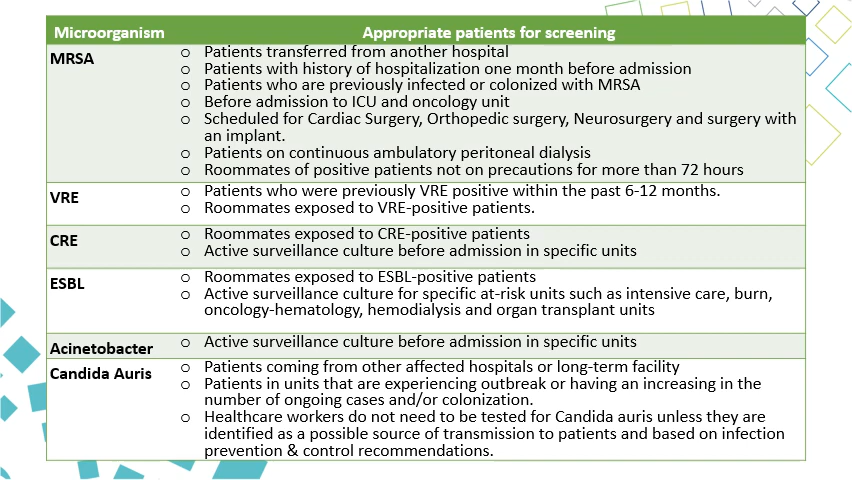 Microorganism Appropriate patients for screening
MRSA
o Patients transferred from another hospital
o Patients with history of hospitalization one month before admission
o Patients who are previously infected or colonized with MRSA
o Before admission to ICU and oncology unit
o Scheduled for Cardiac Surgery, Orthopedic surgery, Neurosurgery and surgery with
an implant.
o Patients on continuous ambulatory peritoneal dialysis
o Roommates of positive patients not on precautions for more than 72 hours
VRE
o Patients who were previously VRE positive within the past 6-12 months.
o Roommates exposed to VRE-positive patients.
CRE
o Roommates exposed to CRE-positive patients
o Active surveillance culture before admission in specific units
ESBL
o Roommates exposed to ESBL-positive patients
o Active surveillance culture for specific at-risk units such as intensive care, burn,
oncology-hematology, hemodialysis and organ transplant units
Acinetobacter
o Active surveillance culture before admission in specific units
Candida Auris
o Patients coming from other affected hospitals or long-term facility
o Patients in units that are experiencing outbreak or having an increasing in the
number of ongoing cases and/or colonization.
o Healthcare workers do not need to be tested for Candida auris unless they are
identified as a possible source of transmission to patients and based on infection
prevention & control recommendations.